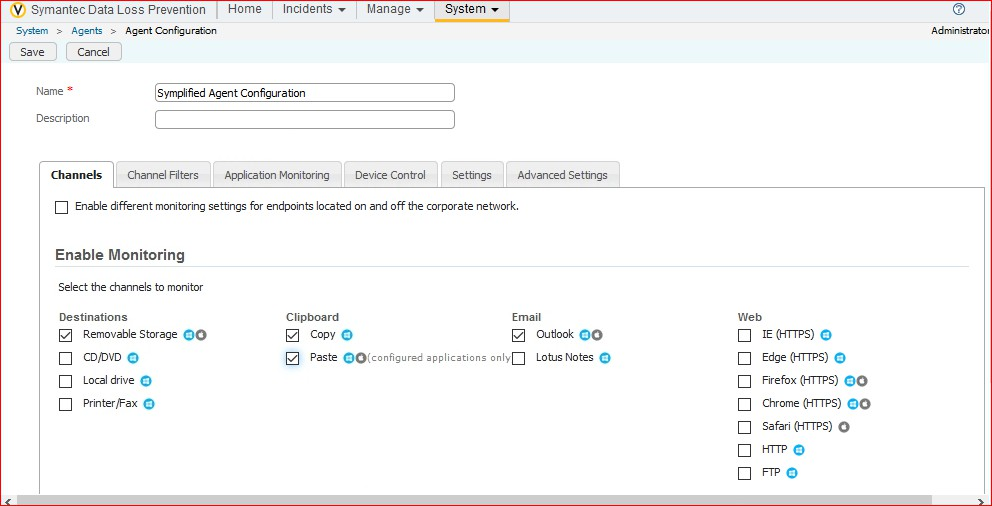 Symantec Data Loss Prevention Home Incidents Manage System
System > Agents > Agent Configuration Administrator
Save Cancel
Name *
Symplified Agent Configuration
Description
Channels Channel Filters Application Monitoring Device Control Settings Advanced Settings
Enable different monitoring settings for endpoints located on and off the corporate network.
Enable Monitoring
Select the channels to monitor
Destinations
Removable Storage
CD/DVD
Local drive
Printer/Fax
Clipboard
Copy
Paste (configured applications only
Email
Outlook
Lotus Notes
Web
IE (HTTPS)
Edge (HTTPS)
Firefox (HTTPS)
Chrome (HTTPS)
Safari (HTTPS)
HTTP
FTP